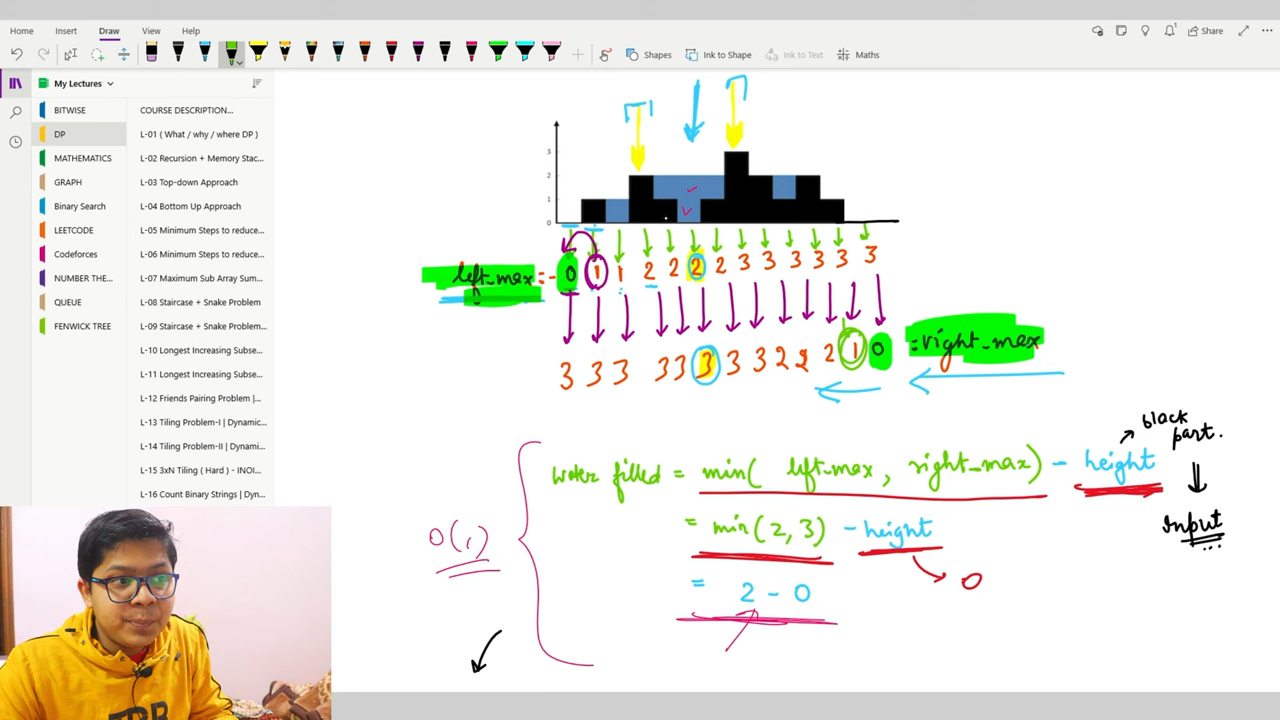 Home Insert Draw View Help
Share
Shapes Ink to Shape Ink to Text Maths
My Lectures
BITWISE
DP
MATHEMATICS
GRAPH
Binary Search
LEETCODE
Codeforces
NUMBER THE...
QUEUE
FENWICK TREE
COURSE DESCRIPTION...
L-01 ( What / why / where DP )
L-02 Recursion + Memory Stac...
L-03 Top-down Approach
L-04 Bottom Up Approach
L-05 Minimum Steps to reduce...
L-06 Minimum Steps to reduce...
L-07 Maximum Sub Array Sum...
L-08 Staircase + Snake Problem
L-09 Staircase + Snake Problem...
L-10 Longest Increasing Subse...
L-11 Longest Increasing Subse...
L-12 Friends Pairing Problem |...
L-13 Tiling Problem-I | Dynamic...
L-14 Tiling Problem-II | Dynami...
L-15 3xN Tiling ( Hard ) - INOI...
L-16 Count Binary Strings | Dyn...
3
2
1
0
left_max :- 0 1 1 2 2 2 2 3 3 3 3 3 3
3 3 3 3 3 3 3 3 2 2 2 1 0 = right_max
black part.
water filled = min( left_max , right_max) - height
Input
...
= min(2, 3) - height
0
O(1)
= 2 - 0